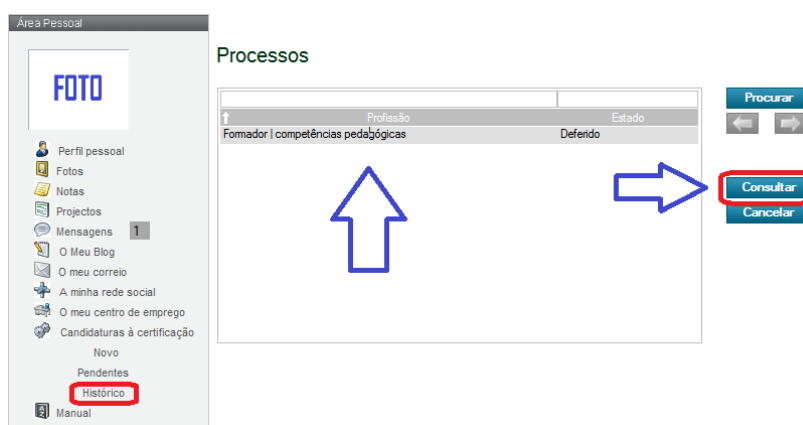 Área Pessoal
FOTO
Perfil pessoal
Fotos
Notas
Projectos
Mensagens 1
O Meu Blog
O meu correio
A minha rede social
O meu centro de emprego
Candidaturas à certificação
Novo
Pendentes
Histórico
Manual
Processos
Profissão Estado
Formador | competências pedagógicas Deferido
Procurar
Consultar
Cancelar